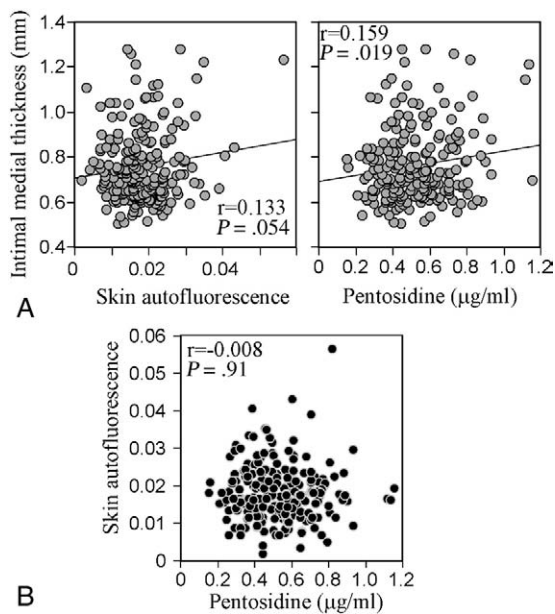 1.4
1.2
1.0
0.8
0.6
0.4
Intimal medial thickness (mm)
0
0.02
0.04
Skin autofluorescence
r=0.133
P = .054
r=0.159
P = .019
0
0.2
0.4
0.6
0.8
1.0
1.2
Pentosidine (µg/ml)
A
0.06
0.05
0.04
0.03
0.02
0.01
0
Skin autofluorescence
r=-0.008
P = .91
0
0.2
0.4
0.6
0.8
1.0
1.2
Pentosidine (µg/ml)
B